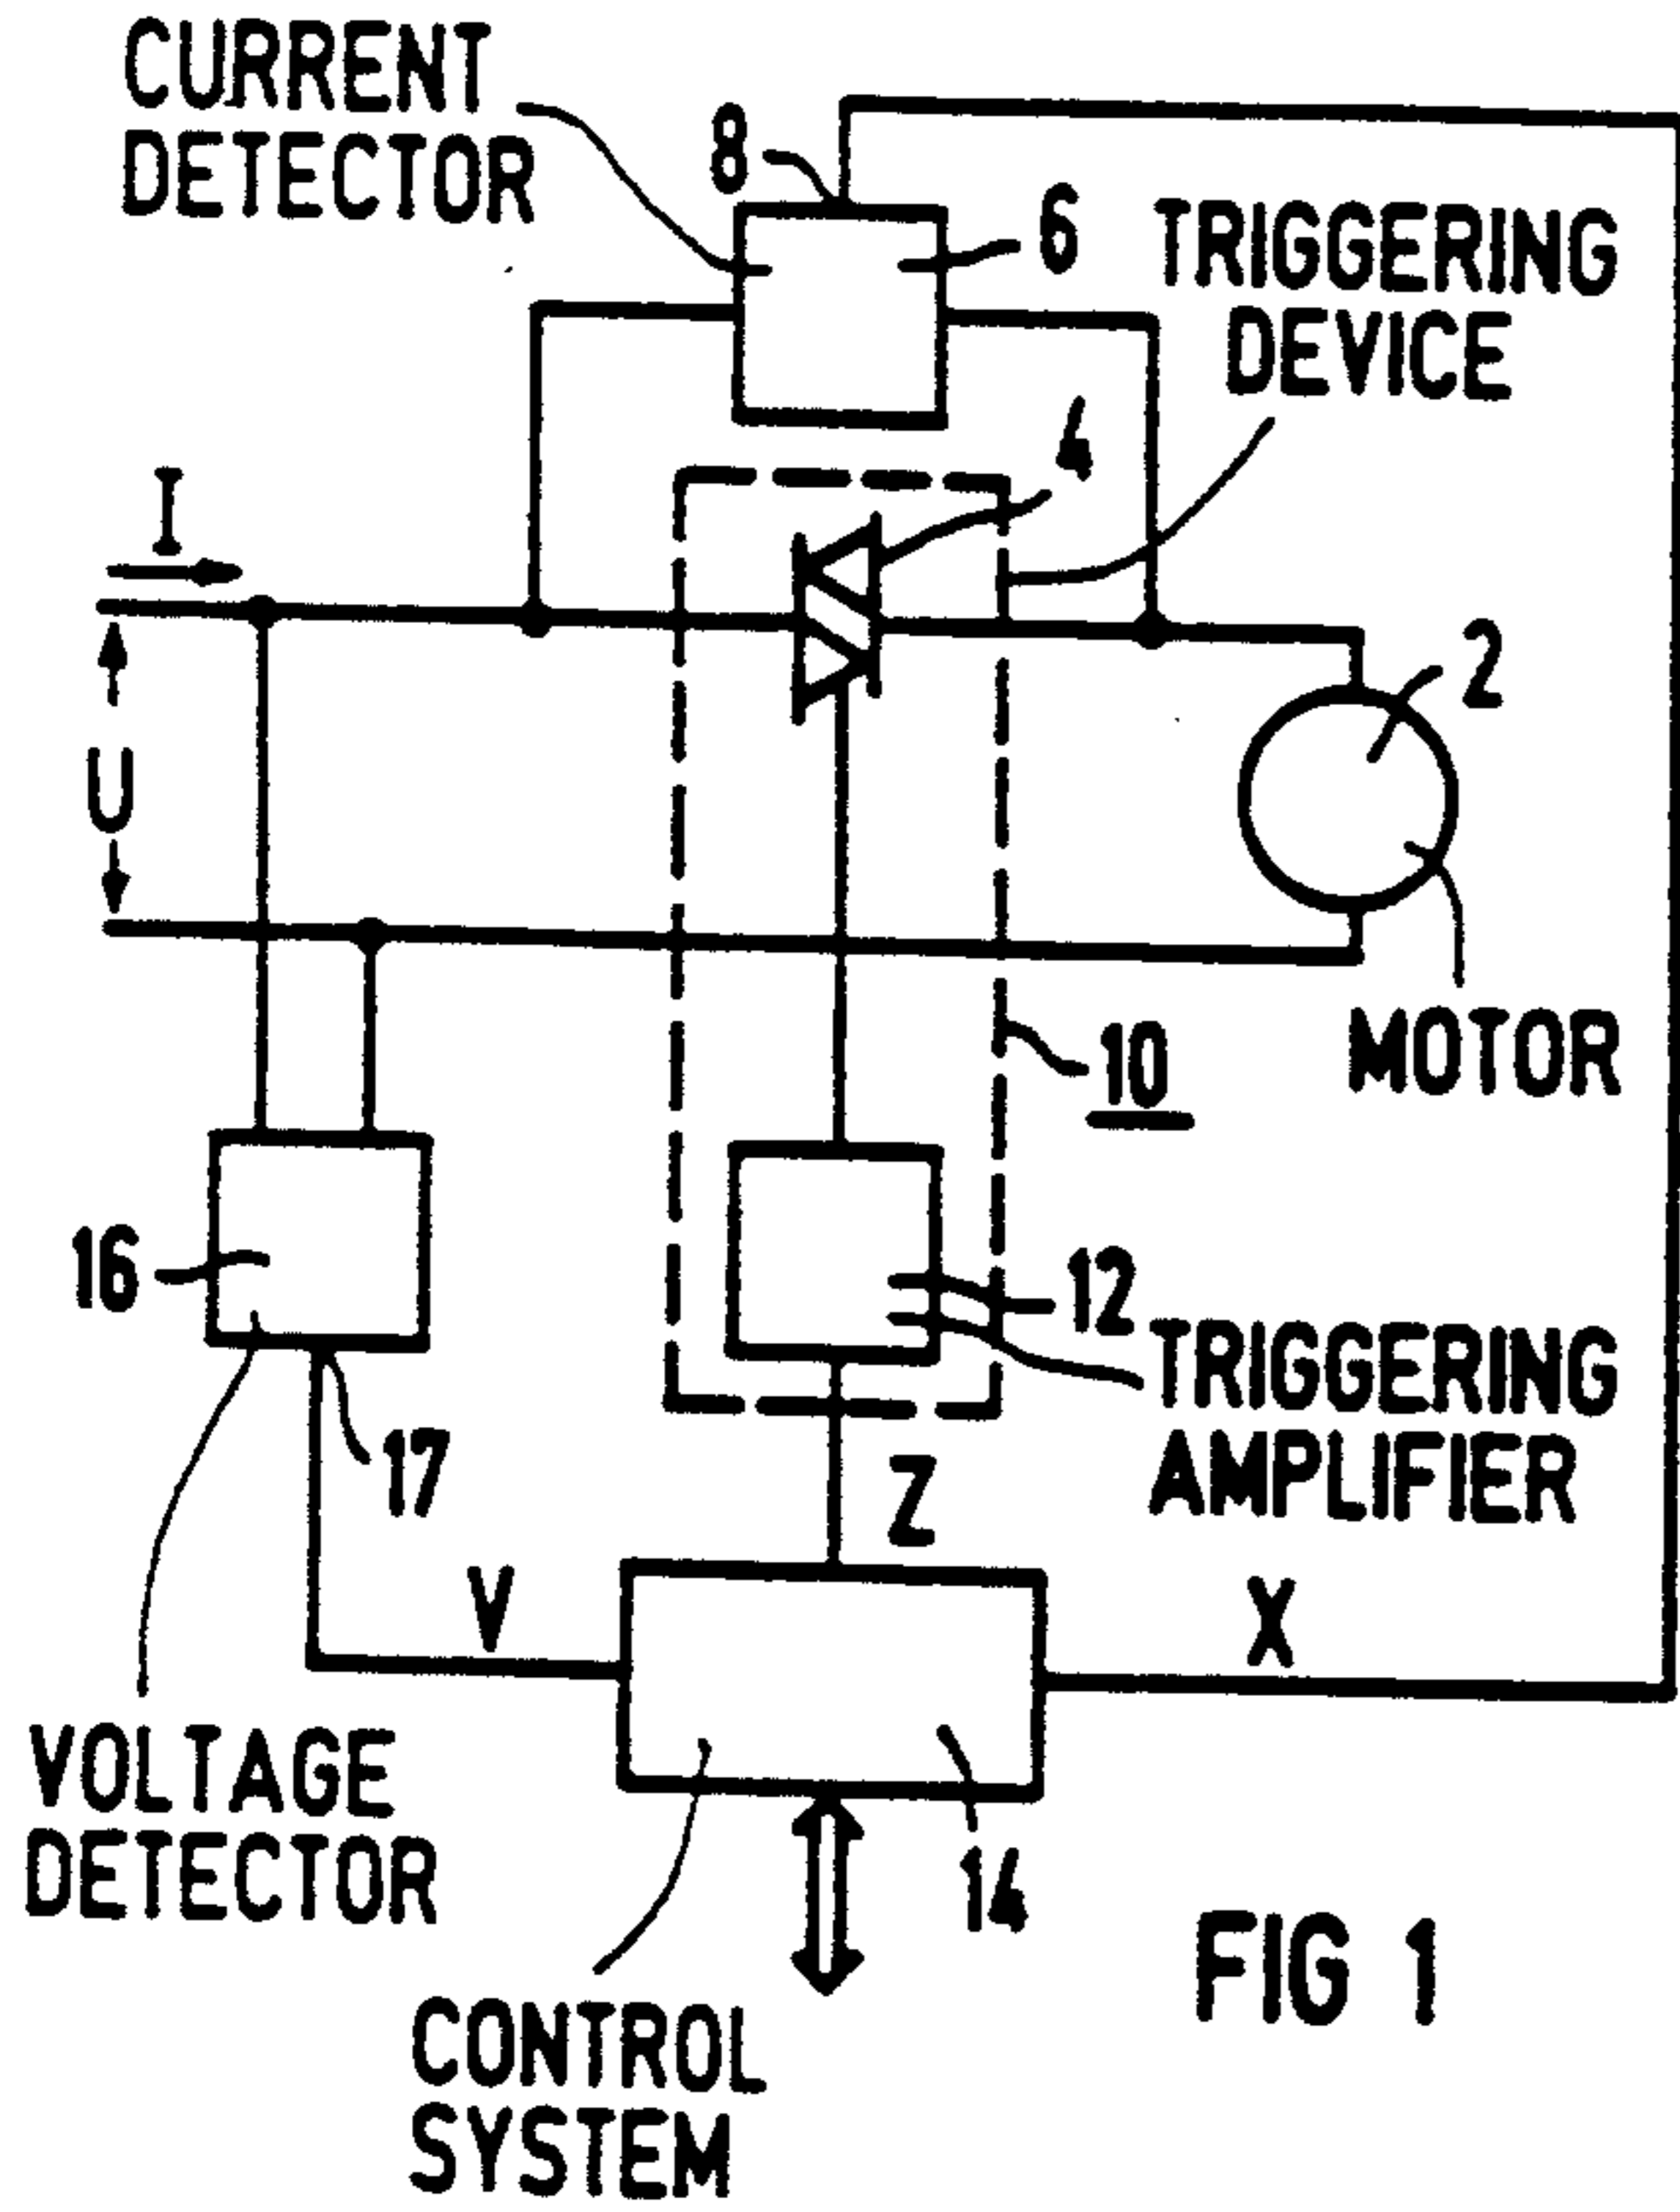 CURRENT
DETECTOR
8
6
TRIGGERING
DEVICE
4
I
2
U
10
MOTOR
16
12
TRIGGERING
AMPLIFIER
17
Z
V
X
VOLTAGE
DETECTOR
14
FIG 1
CONTROL
SYSTEM